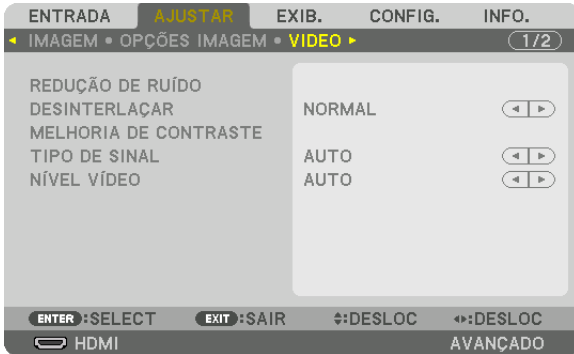 ENTRADA AJUSTAR EXIB. CONFIG. INFO.
IMAGEM • OPÇÕES IMAGEM • VIDEO 1/2
REDUÇÃO DE RUÍDO
DESINTERLAÇAR NORMAL
MELHORIA DE CONTRASTE
TIPO DE SINAL AUTO
NÍVEL VÍDEO AUTO
ENTER :SELECT EXIT :SAIR :DESLOC :DESLOC
HDMI AVANÇADO